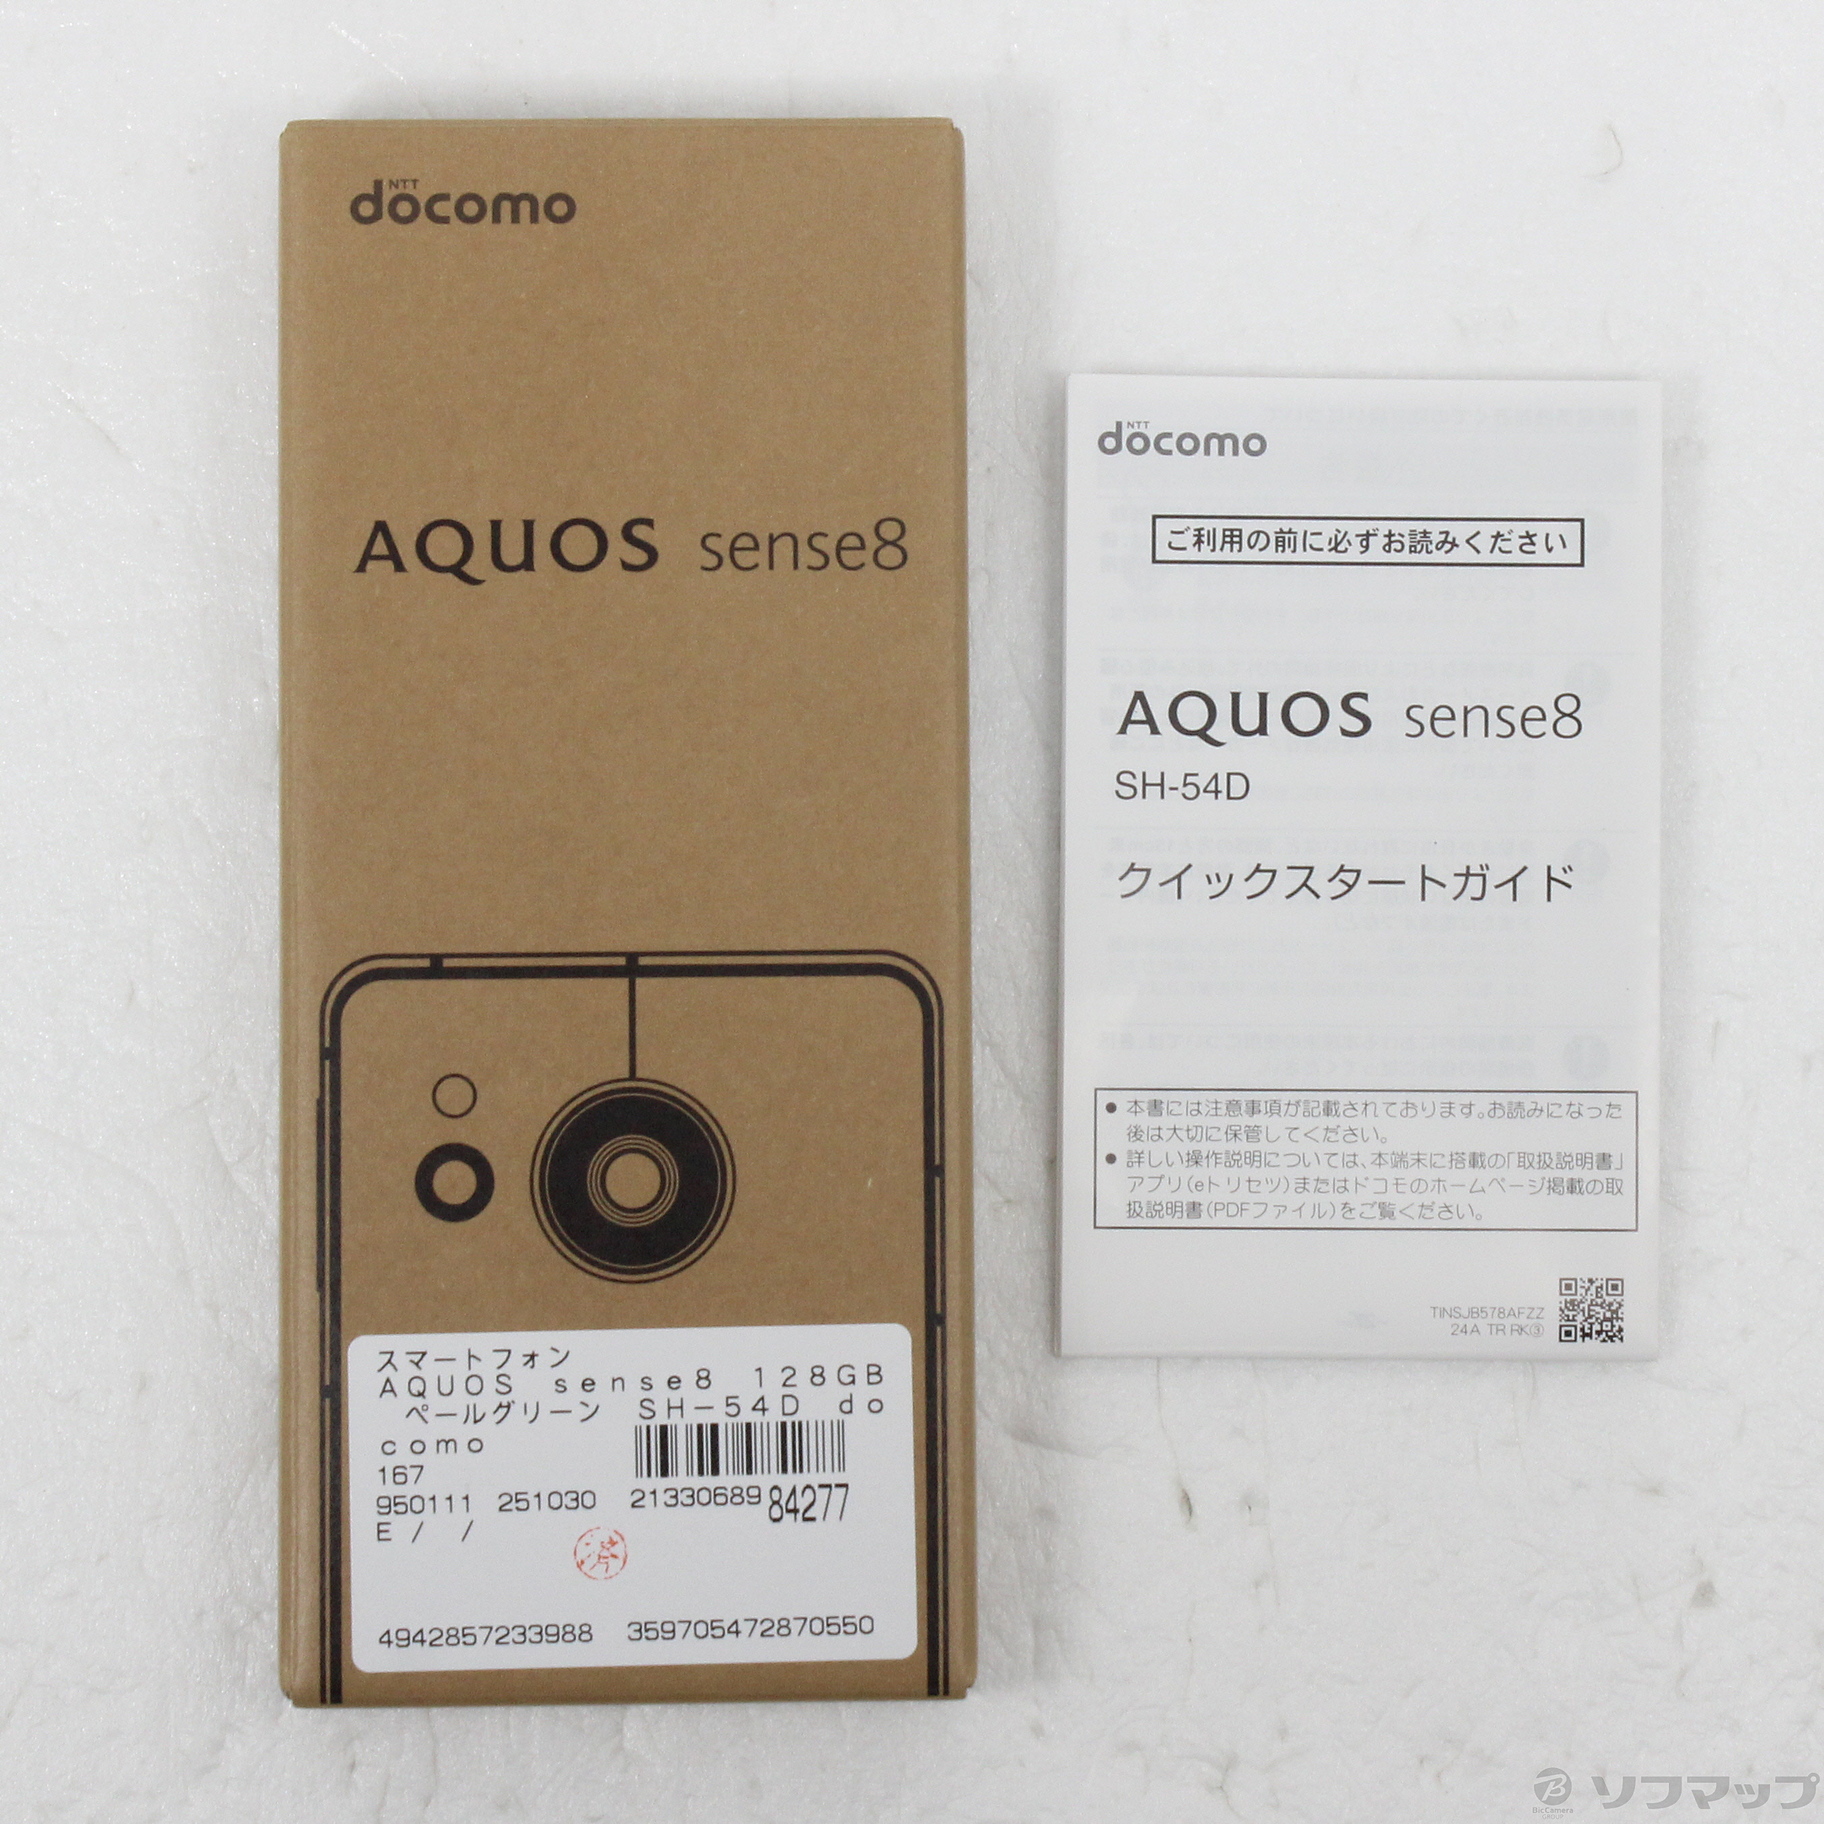 NTT
docomo
AQUOS sense8
スマートフォン
AQUOS sense8 128GB
ペールグリーン SH-54D do
como
167
950111 251030 2133068984277
E / /
済
4942857233988 359705472870550
NTT
docomo
ご利用の前に必ずお読みください
AQUOS sense8
SH-54D
クイックスタートガイド
● 本書には注意事項が記載されております。お読みになった
後は大切に保管してください。
● 詳しい操作説明については、本端末に搭載の「取扱説明書」
アプリ(eトリセツ)またはドコモのホームページ掲載の取
扱説明書(PDFファイル)をご覧ください。
TINSJB578AFZZ
24A TR RK③
B
BicCamera
GROUP
ソフマップ